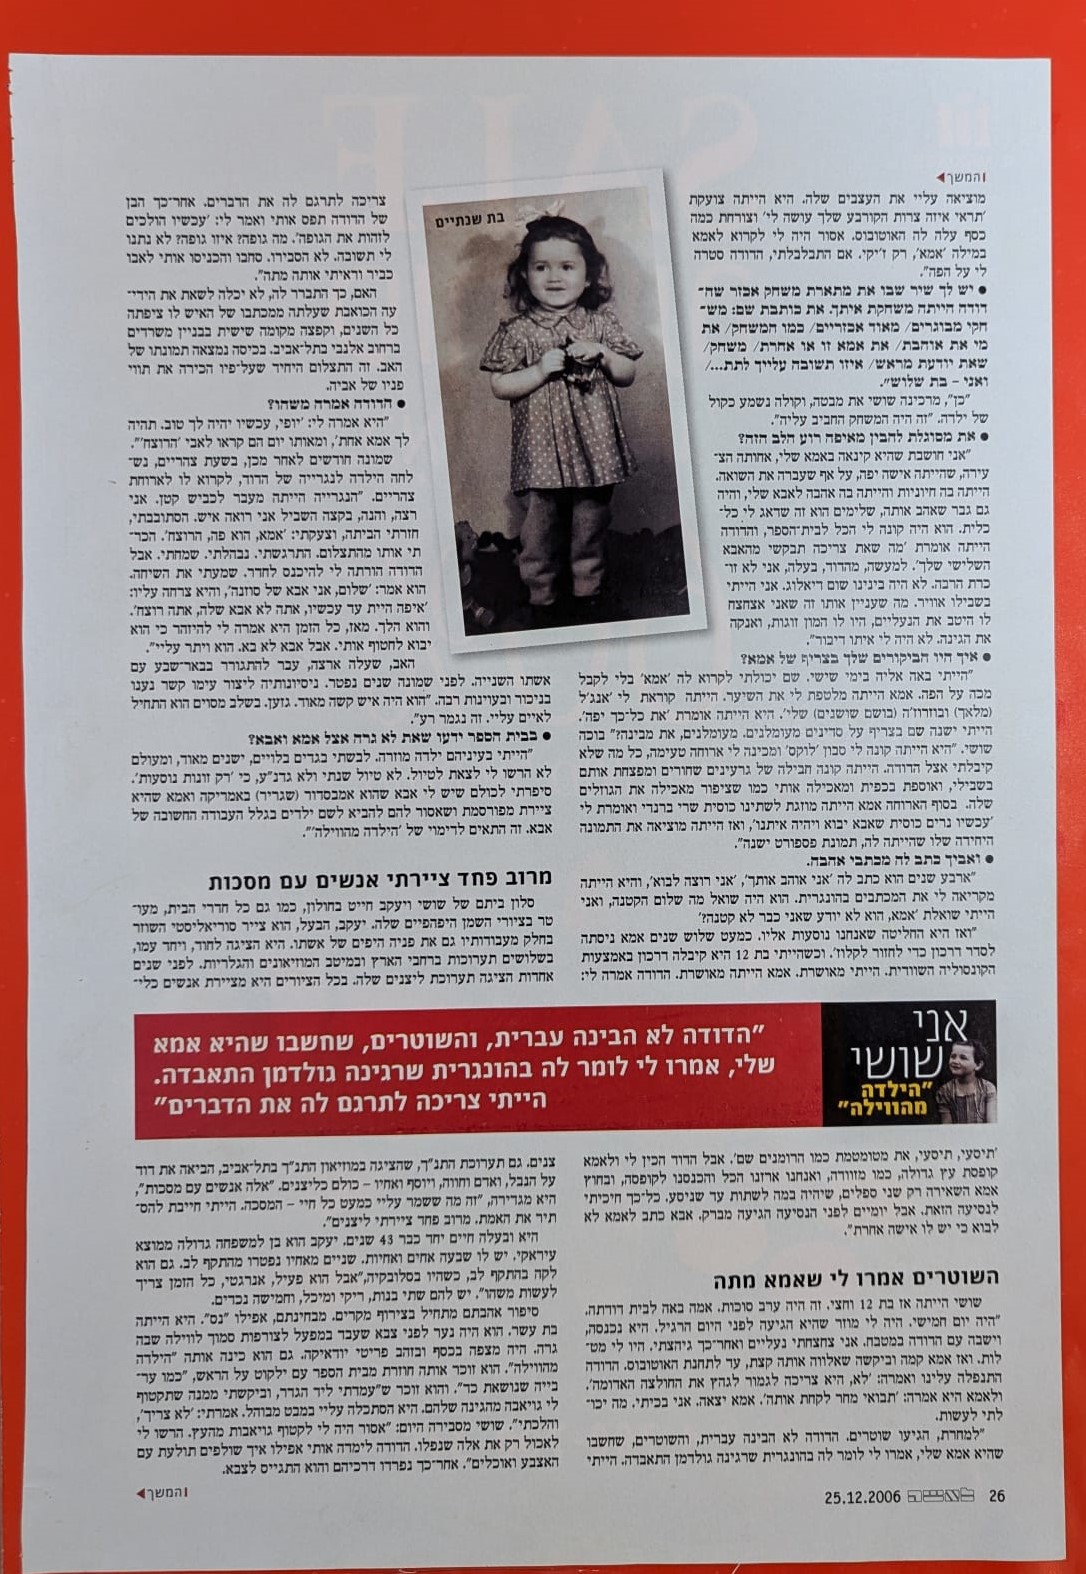 המשך
מוציאה עליי את העצבים שלה. היא הייתה צועקת
'תראי איזה צרות הקורבע שלך עושה לי' וצורחת כמה
כסף עלה לה האוטובוס. אסור היה לי לקרוא לאמא
במילה 'אמא', רק ז'יקי. אם התבלבלתי, הדודה סטרה
לי על הפה".
● יש לך שיר שבו את מתארת משחק אכזר שח־
דודה הייתה משחקת איתך. את כותבת שם: מש־
חקי מבוגרים/ מאוד אכזריים/ כמו המשחק/ את
מי את אוהבת/ את אמא זו או אחרת/ משחק/
שאת יודעת מראש/ איזו תשובה עלייך לתת.../
ואני – בת שלוש".
"כן", מרכינה שושי את מבטה, וקולה נשמע כקול
של ילדה. "זה היה המשחק החביב עליה".
● את מסוגלת להבין מאיפה רוע הלב הזה?
"אני חושבת שהיא קינאה באמא שלי, אחותה הצ־
עירה, שהייתה אישה יפה, על אף שעברה את השואה.
הייתה בה חיוניות והייתה בה אהבה לאבא שלי, והיה
גם גבר שאהב אותה, שלימים הוא זה שדאג לי כל־
כלית. הוא היה קונה לי הכל לבית־הספר, והדודה
הייתה אומרת 'מה שאת צריכה תבקשי מהאבא
השלישי שלך'. למעשה, מהדוד, בעלה, אני לא זו־
כרת הרבה. לא היה בינינו שום דיאלוג. אני הייתי
בשבילו אוויר. מה שעניין אותו זה שאני אצחצח
לו היטב את הנעליים, היו לו המון זוגות, ואנקה
את הגינה. לא היה לי איתו דיבור".
● איך היו הביקורים שלך בצריף של אמא?
"הייתי באה אליה בימי שישי. שם יכולתי לקרוא לה 'אמא' בלי לקבל
מכה על הפה. אמא הייתה מלטפת לי את השיער. הייתה קוראת לי אנג'ל
(מלאך) ובוזרוז'ה (בושם שושנים) שלי'. היא הייתה אומרת 'את כל־כך יפה'.
הייתי ישנה שם בצריף על סדינים מעומלנים. מעומלנים, את מבינה?" בוכה
שושי. "היא הייתה קונה לי סבון 'לוקס' ומכינה לי ארוחה טעימה, כל מה שלא
קיבלתי אצל הדודה. הייתה קונה חבילה של גרעינים שחורים ומפצחת אותם
בשבילי, ואוספת בכפית ומאכילה אותי כמו שציפור מאכילה את הגוזלים
שלה. בסוף הארוחה אמא הייתה מוזגת לשתינו כוסית שרי ברנדי ואומרת לי
'עכשיו נרים כוסית שאבא יבוא ויהיה איתנו', ואז הייתה מוציאה את התמונה
היחידה שלו שהייתה לה, תמונת פספורט ישנה".
● ואביך כתב לה מכתבי אהבה.
"ארבע שנים הוא כתב לה 'אני אוהב אותך', 'אני רוצה לבוא', והיא הייתה
מקריאה לי את המכתבים בהונגרית. הוא היה שואל מה שלום הקטנה, ואני
הייתי שואלת 'אמא, הוא לא יודע שאני כבר לא קטנה?'
"ואז היא החליטה שאנחנו נוסעות אליו. כמעט שלוש שנים אמא ניסתה
לסדר דרכון כדי לחזור לקלוז'. וכשהייתי בת 12 היא קיבלה דרכון באמצעות
הקונסוליה השוודית. הייתי מאושרת. אמא הייתה מאושרת. הדודה אמרה לי:
'תיסעי, תיסעי, את מטומטמת כמו הרומנים שם'. אבל הדוד הכין לי ולאמא
קופסת עץ גדולה, כמו מזוודה, ואנחנו ארזנו הכל והכנסנו לקופסה, ובחוץ
אמא השאירה רק שני ספלים, שיהיה במה לשתות עד שניסע. כל־כך חיכיתי
לנסיעה הזאת. אבל יומיים לפני הנסיעה הגיעה מברק. אבא כתב לאמא לא
לבוא כי יש לו אישה אחרת".
השוטרים אמרו לי שאמא מתה
שושי הייתה אז בת 12 וחצי. זה היה ערב סוכות. אמה באה לבית דודתה.
"היה יום חמישי. היה לי מוזר שהיא הגיעה לפני היום הרגיל. היא נכנסה,
וישבה עם הדודה במטבח. אני צחצחתי נעליים ואחר־כך גיהצתי. היו לי מט־
לות. ואז אמא קמה וביקשה שאלווה אותה קצת, עד לתחנת האוטובוס. הדודה
התנפלה עלינו ואמרה: 'לא, היא צריכה לגמור לגהץ את החולצה האדומה'.
ולאמא היא אמרה: 'תבואי מחר לקחת אותה'. אמא יצאה. אני בכיתי. מה יכו־
לתי לעשות.
"למחרת, הגיעו שוטרים. הדודה לא הבינה עברית, והשוטרים, שחשבו
שהיא אמא שלי, אמרו לי לומר לה בהונגרית שרגינה גולדמן התאבדה. הייתי
בת שנתיים
צריכה לתרגם לה את הדברים. אחר־כך הבן
של הדודה תפס אותי ואמר לי: 'עכשיו הולכים
לזהות את הגופה'. מה גופה? איזו גופה? לא נתנו
לי תשובה. לא הסבירו. סחבו והכניסו אותי לאבו
כביר וראיתי אותה מתה".
האם, כך התברר לה, לא יכלה לשאת את הידי־
עה הכואבת שעלתה ממכתבו של האיש לו ציפתה
כל השנים, וקפצה מקומה שישית בבניין משרדים
ברחוב אלנבי בתל־אביב. בכיסה נמצאה תמונתו של
האב. זה התצלום היחיד שעל־פיו הכירה את תווי
פניו של אביה.
● הדודה אמרה משהו?
"היא אמרה לי: 'יופי, עכשיו יהיה לך טוב. תהיה
לך אמא אחת', ומאותו יום הם קראו לאבי 'הרוצח'".
שמונה חודשים לאחר מכן, בשעת צהריים, נש־
לחה הילדה לנגרייה של הדוד, לקרוא לו לארוחת
צהריים. "הנגרייה הייתה מעבר לכביש קטן. אני
רצה, והנה, בקצה השביל אני רואה איש. הסתובבתי,
חזרתי הביתה, וצעקתי: 'אמא, הוא פה, הרוצח'. הכר־
תי אותו מהתצלום. התרגשתי. נבהלתי. שמחתי. אבל
הדודה הורתה לי להיכנס לחדר. שמעתי את השיחה.
הוא אמר: 'שלום, אני אבא של סוזנה', והיא צרחה עליו:
'איפה היית עד עכשיו, אתה לא אבא שלה, אתה רוצח'.
והוא הלך. מאז, כל הזמן היא אמרה לי להיזהר כי הוא
יבוא לחטוף אותי. אבל אבא לא בא. הוא ויתר עליי".
האב, שעלה ארצה, עבר להתגורר בבאר־שבע עם
אשתו השנייה. לפני שמונה שנים נפטר. ניסיונותיה ליצור עימו קשר נענו
בניכור ובעוינות רבה. "הוא היה איש קשה מאוד. גזען. בשלב מסוים הוא התחיל
לאיים עליי. זה נגמר רע".
● בבית הספר ידעו שאת לא גרה אצל אמא ואבא?
"הייתי בעיניהם ילדה מוזרה. לבשתי בגדים בלויים, ישנים מאוד, ומעולם
לא הרשו לי לצאת לטיול. לא טיול שנתי ולא גדנ"ע, כי 'רק זונות נוסעות'.
סיפרתי לכולם שיש לי אבא שהוא אמבסדור (שגריר) באמריקה ואמא שהיא
ציירת מפורסמת ושאסור להם להביא לשם ילדים בגלל העבודה החשובה של
אבא. זה התאים לדימוי של 'הילדה מהווילה'".
מרוב פחד ציירתי אנשים עם מסכות
סלון ביתם של שושי ויעקב חייט בחולון, כמו גם כל חדרי הבית, מעו־
טר בציורי השמן היפהפיים שלה. יעקב, הבעל, הוא צייר סוריאליסטי השוזר
בחלק מעבודותיו גם את פניה היפים של אשתו. היא הציגה לחוד, ויחד עמו,
בשלושים תערוכות ברחבי הארץ ובמיטב המוזיאונים והגלריות. לפני שנים
אחדות הציגה תערוכת ליצנים שלה. בכל הציורים היא מציירת אנשים כלי־
צנים. גם תערוכת התנ"ך, שהציגה במוזיאון התנ"ך בתל־אביב, הביאה את דוד
על הנבל, ואדם וחווה, ויוסף ואחיו – כולם כליצנים. "אלה אנשים עם מסכות",
היא מגדירה, "זה מה ששמר עליי כמעט כל חיי – המסכה. הייתי חייבת להס־
תיר את האמת. מרוב פחד ציירתי ליצנים".
היא ובעלה חיים יחד כבר 43 שנים. יעקב הוא בן למשפחה גדולה ממוצא
עיראקי. יש לו שבעה אחים ואחיות. שניים מאחיו נפטרו מהתקף לב. גם הוא
לקה בהתקף לב, כשהיו בסלובקיה,"אבל הוא פעיל, אנרגטי, כל הזמן צריך
לעשות משהו". יש להם שתי בנות, ריקי ומיכל, וחמישה נכדים.
סיפור אהבתם מתחיל בצירוף מקרים. מבחינתם, אפילו "נס". היא הייתה
בת עשר. הוא היה נער לפני צבא שעבד במפעל לצורפות סמוך לווילה שבה
גרה. היה מצפה בכסף ובזהב פריטי יודאיקה. גם הוא כינה אותה "הילדה
מהווילה". הוא זוכר אותה חוזרת מבית הספר עם ילקוט על הראש, "כמו ער־
בייה שנושאת כד". והוא זוכר ש"עמדתי ליד הגדר, וביקשתי ממנה שתקטוף
לי גויאבה מהגינה שלהם. היא הסתכלה עליי במבט מבוהל. אמרתי: 'לא צריך',
והלכתי". שושי מסבירה היום: "אסור היה לי לקטוף גויאבות מהעץ. הרשו לי
לאכול רק את אלה שנפלו. הדודה לימדה אותי אפילו איך שולפים תולעת עם
האצבע ואוכלים". אחר־כך נפרדו דרכיהם והוא התגייס לצבא.
המשך
אני
שושי
"הילדה
מהווילה"
"הדודה לא הבינה עברית, והשוטרים, שחשבו שהיא אמא
שלי, אמרו לי לומר לה בהונגרית שרגינה גולדמן התאבדה.
הייתי צריכה לתרגם לה את הדברים"
26 25.12.2006